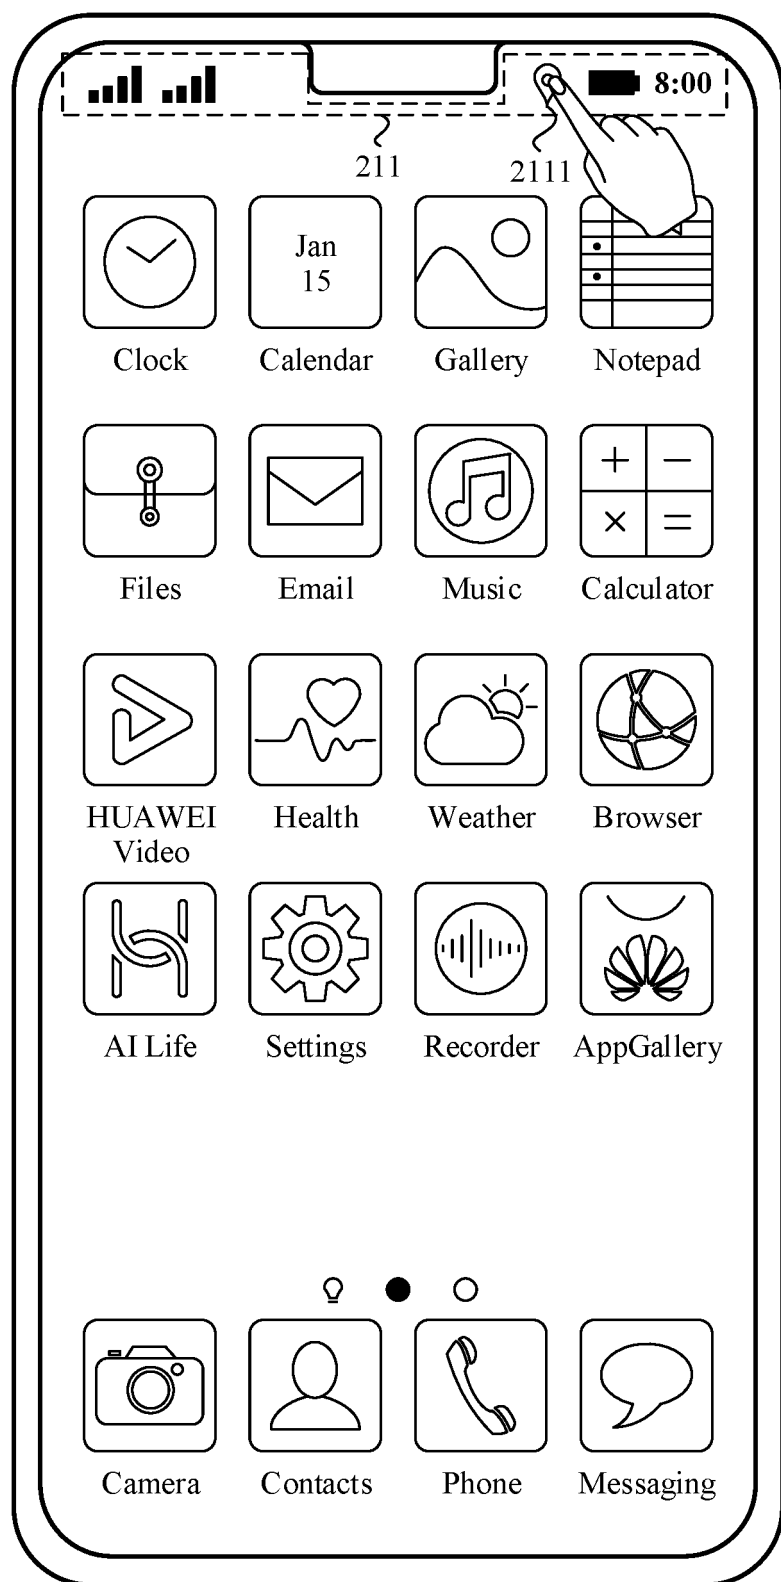 8:00
211
2111
Jan
15
Clock
Calendar
Gallery
Notepad
+
−
×
=
Files
Email
Music
Calculator
HUAWEI
Video
Health
Weather
Browser
AI Life
Settings
Recorder
AppGallery
Camera
Contacts
Phone
Messaging